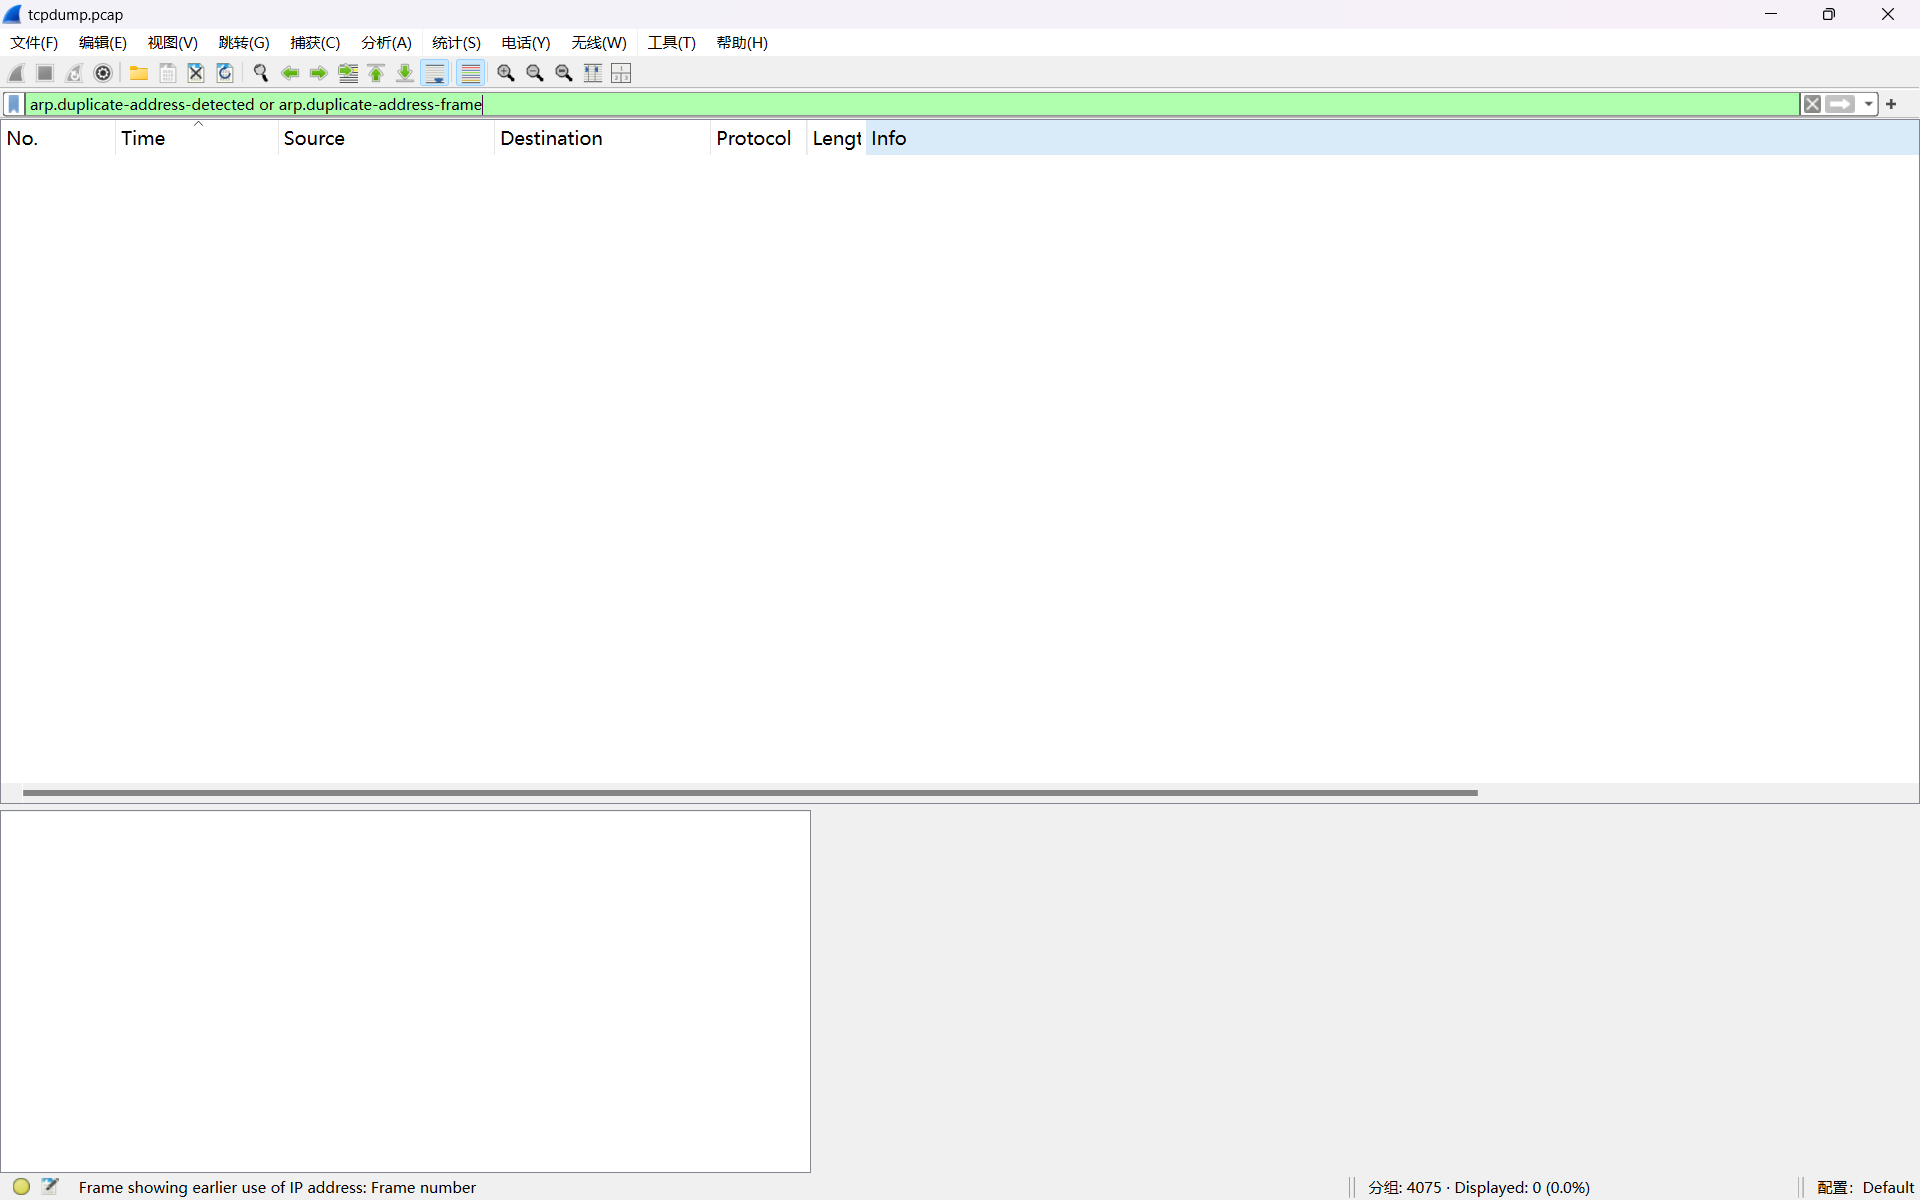 tcpdump.pcap
文件(F) 编辑(E) 视图(V) 跳转(G) 捕获(C) 分析(A) 统计(S) 电话(Y) 无线(W) 工具(T) 帮助(H)
arp.duplicate-address-detected or arp.duplicate-address-frame
No. Time Source Destination Protocol Lengt Info
Frame showing earlier use of IP address: Frame number
分组: 4075 · Displayed: 0 (0.0%)
配置: Default